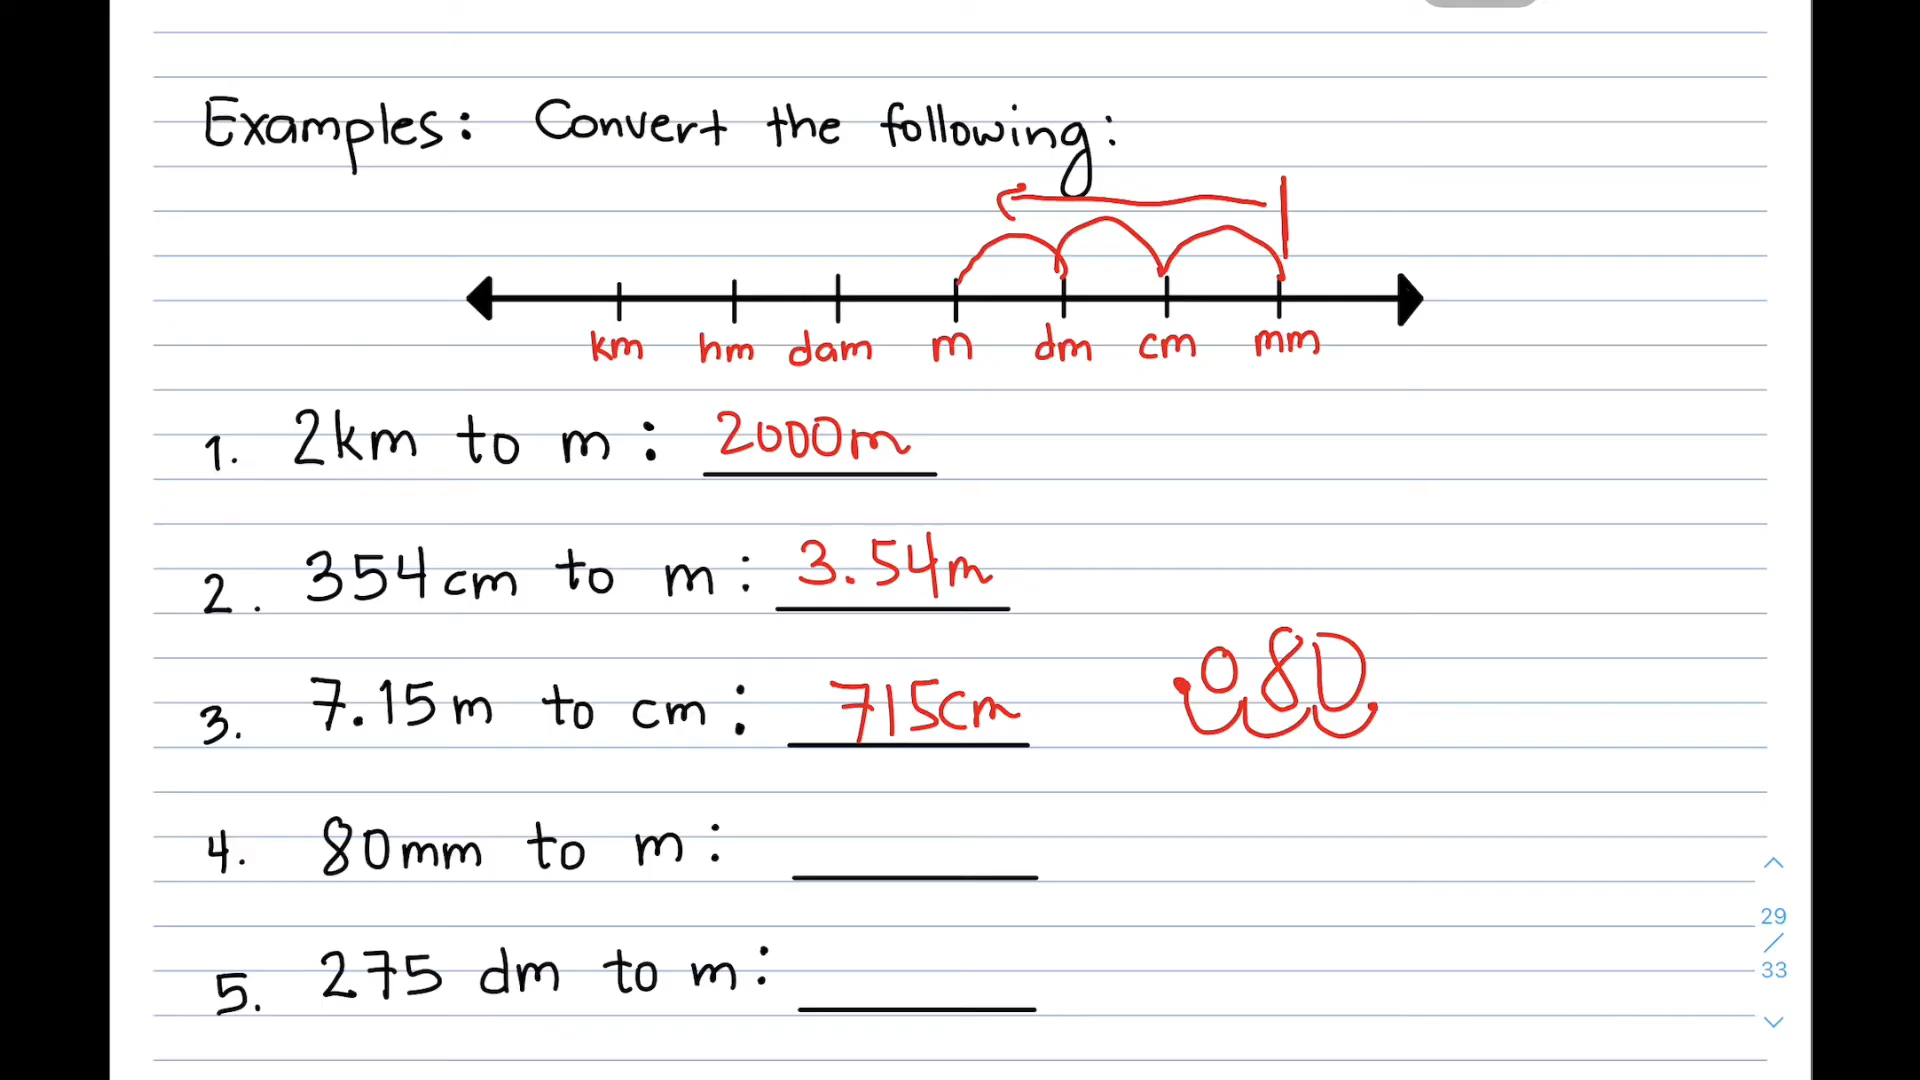 Examples: Convert the following:
km hm dam m dm cm mm
1. 2km to m: 2000m
2. 354cm to m: 3.54m
3. 7.15m to cm: 715cm
.080.
4. 80mm to m:
5. 275 dm to m:
29
/
33